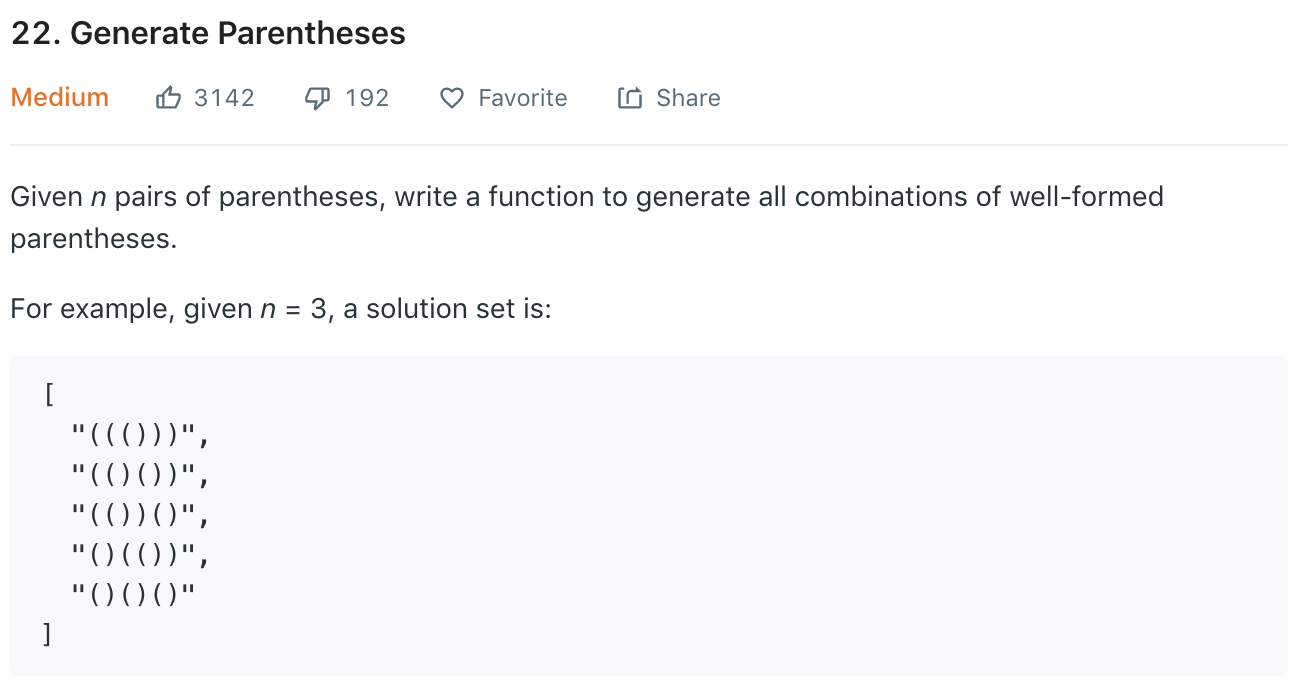 22. Generate Parentheses
Medium 3142 192 Favorite Share
Given n pairs of parentheses, write a function to generate all combinations of well-formed
parentheses.
For example, given n = 3, a solution set is:
[
  "((()))",
  "(()())",
  "(())()",
  "()(())",
  "()()()"
]